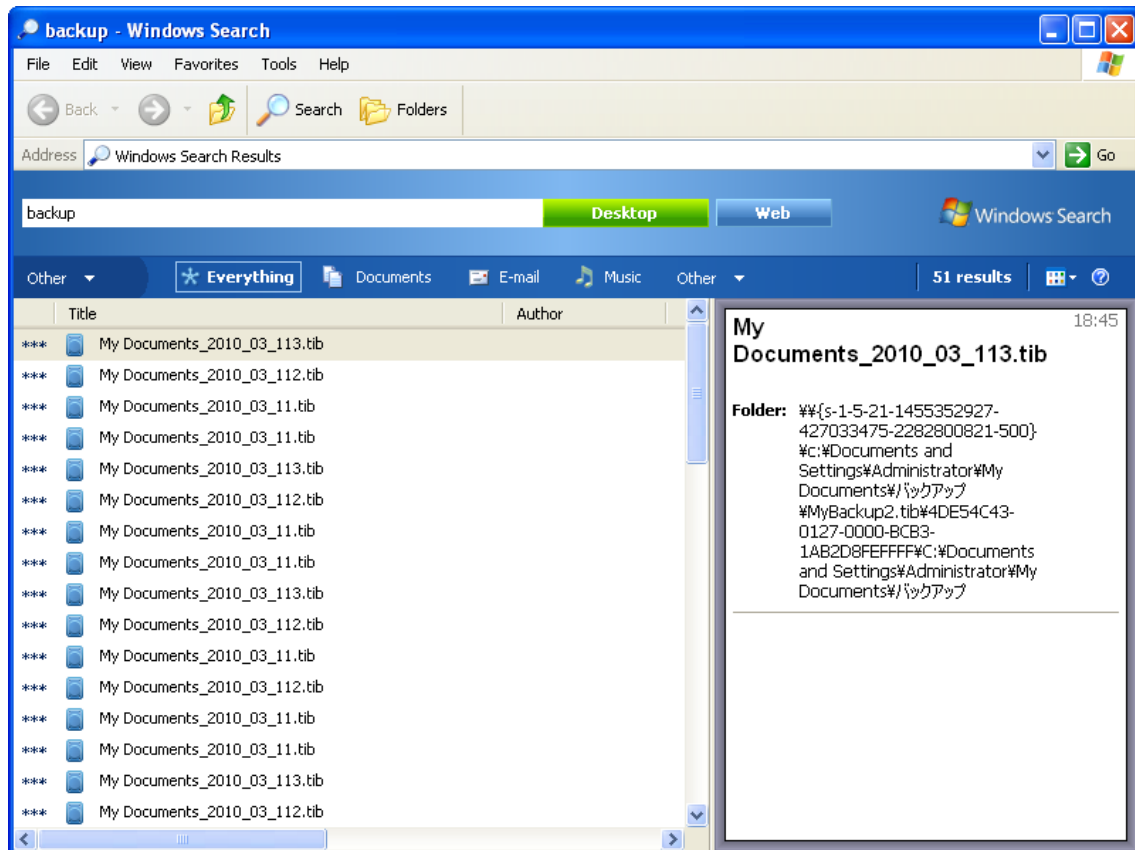 backup - Windows Search
File Edit View Favorites Tools Help
Back Search Folders
Address Windows Search Results Go
backup Desktop Web Windows Search
Other Everything Documents E-mail Music Other 51 results
Title Author
*** My Documents_2010_03_113.tib
*** My Documents_2010_03_112.tib
*** My Documents_2010_03_11.tib
*** My Documents_2010_03_11.tib
*** My Documents_2010_03_113.tib
*** My Documents_2010_03_112.tib
*** My Documents_2010_03_11.tib
*** My Documents_2010_03_11.tib
*** My Documents_2010_03_113.tib
*** My Documents_2010_03_112.tib
*** My Documents_2010_03_11.tib
*** My Documents_2010_03_112.tib
*** My Documents_2010_03_11.tib
*** My Documents_2010_03_11.tib
*** My Documents_2010_03_113.tib
*** My Documents_2010_03_112.tib
My 18:45
Documents_2010_03_113.tib
Folder: ¥¥{s-1-5-21-1455352927-
427033475-2282800821-500}
¥c:¥Documents and
Settings¥Administrator¥My
Documents¥バックアップ
¥MyBackup2.tib¥4DE54C43-
0127-0000-BCB3-
1AB2D8FEFFFF¥C:¥Documents
and Settings¥Administrator¥My
Documents¥バックアップ